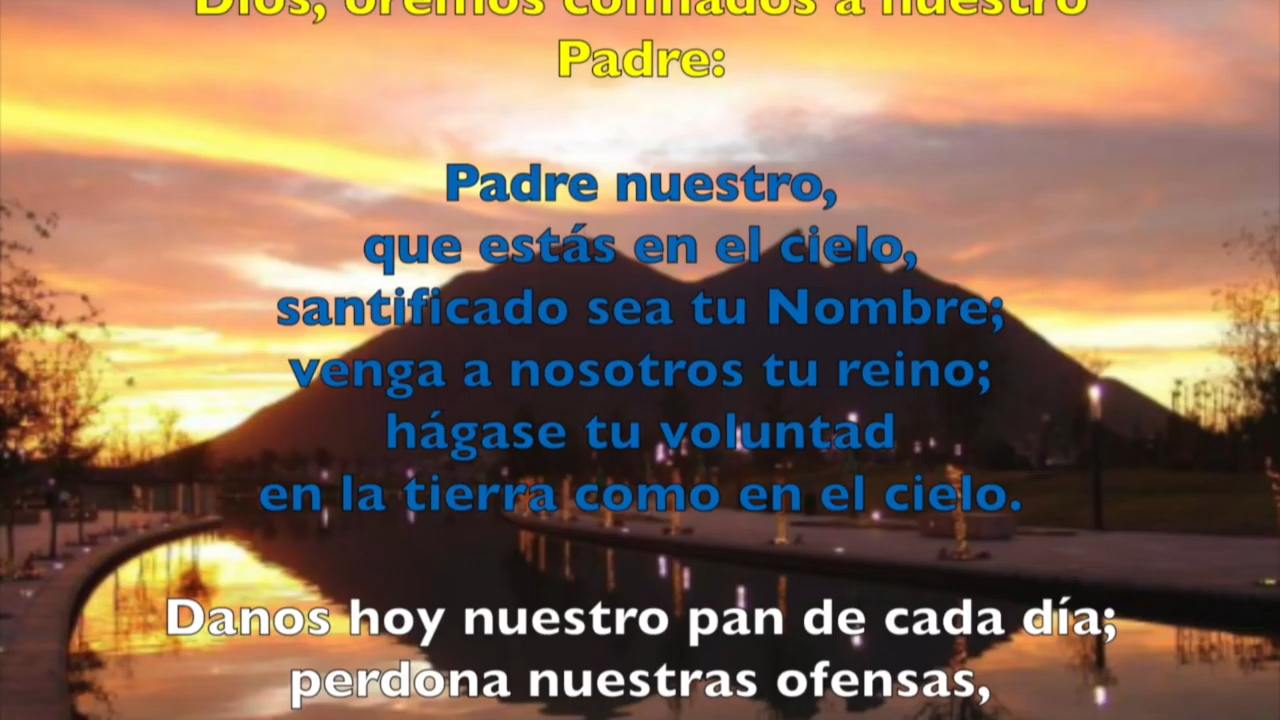 Dios, oremos confiados a nuestro
Padre:
Padre nuestro,
que estás en el cielo,
santificado sea tu Nombre;
venga a nosotros tu reino;
hágase tu voluntad
en la tierra como en el cielo.
Danos hoy nuestro pan de cada día;
perdona nuestras ofensas,